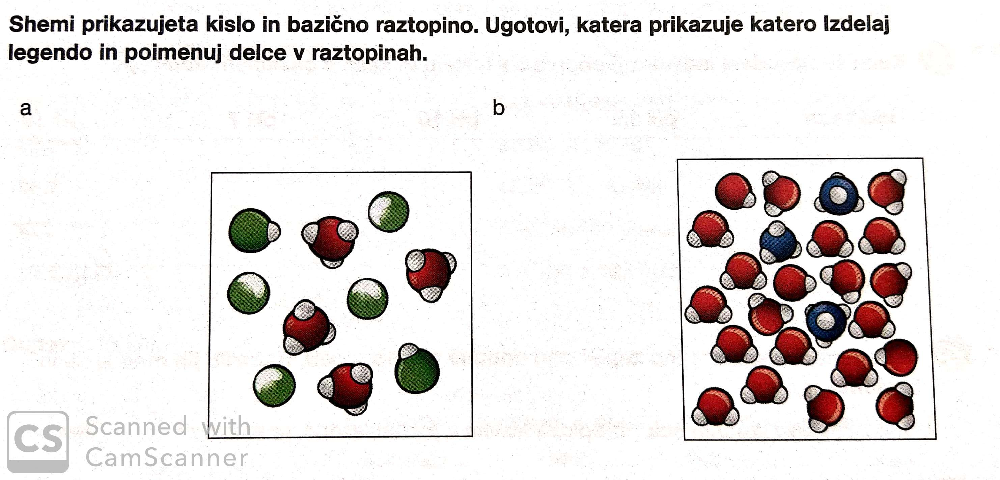 Shemi prikazujeta kislo in bazično raztopino. Ugotovi, katera prikazuje katero Izdelaj
legendo in poimenuj delce v raztopinah.
a
b
CS
Scanned with
CamScanner